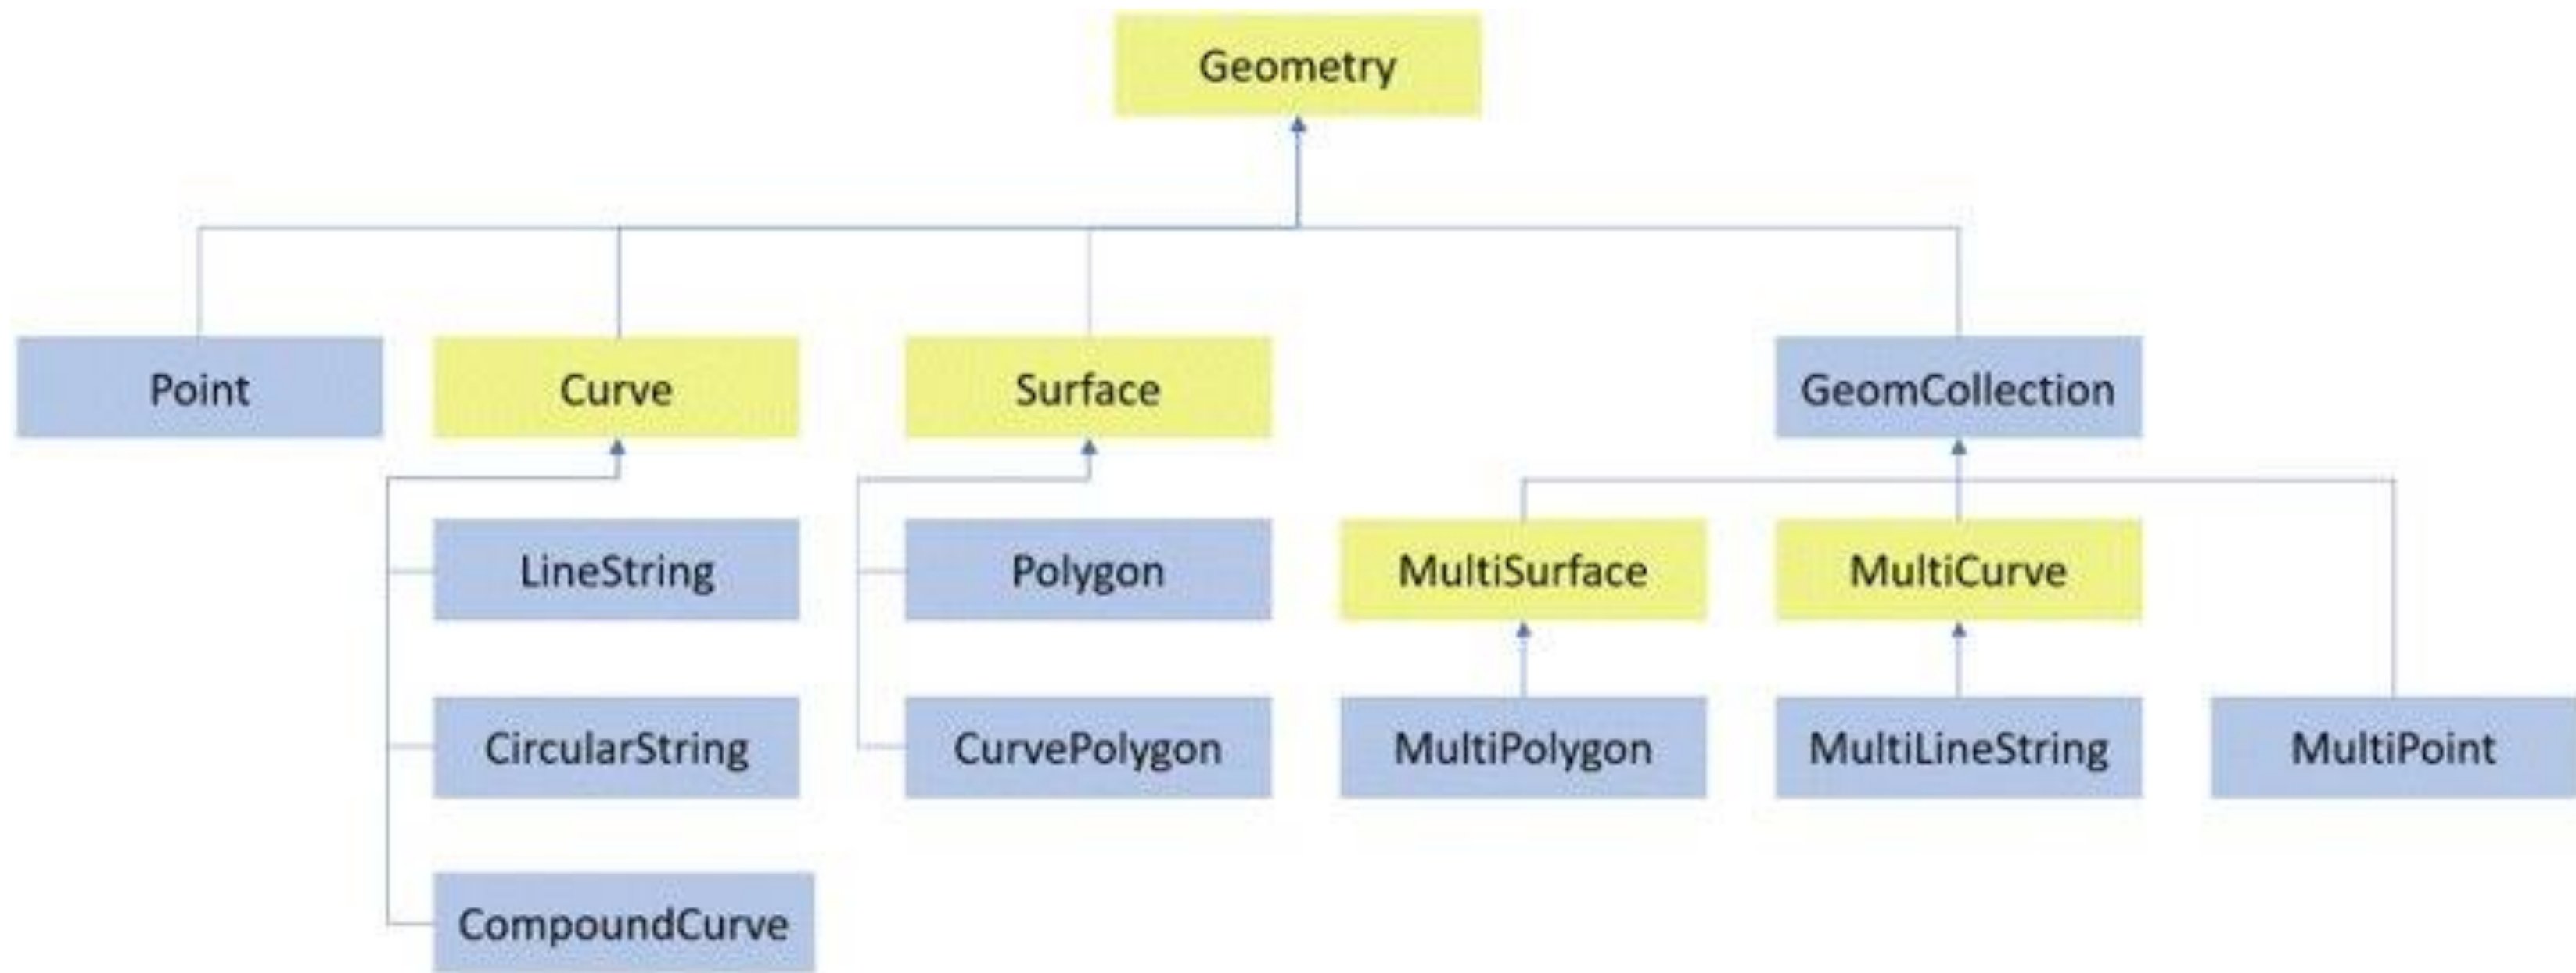 Geometry
Point
Curve
Surface
GeomCollection
LineString
Polygon
MultiSurface
MultiCurve
CircularString
CurvePolygon
MultiPolygon
MultiLineString
MultiPoint
CompoundCurve